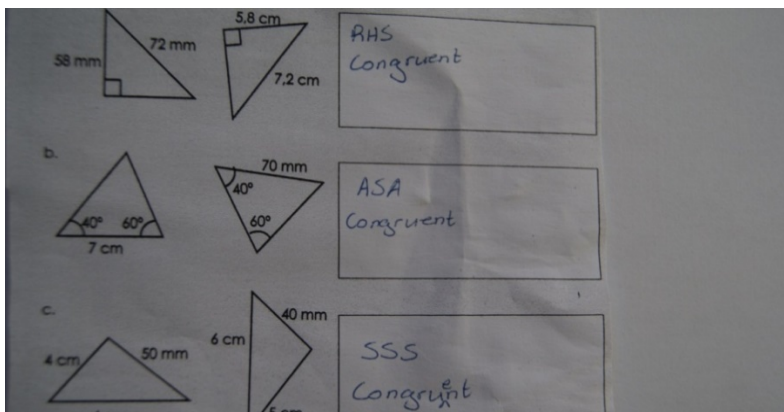 58 mm
72 mm
5,8 cm
7,2 cm
RHS
Congruent
b.
40°
60°
7 cm
70 mm
40°
60°
ASA
Congruent
c.
4 cm
50 mm
6 cm
40 mm
SSS
Congruent